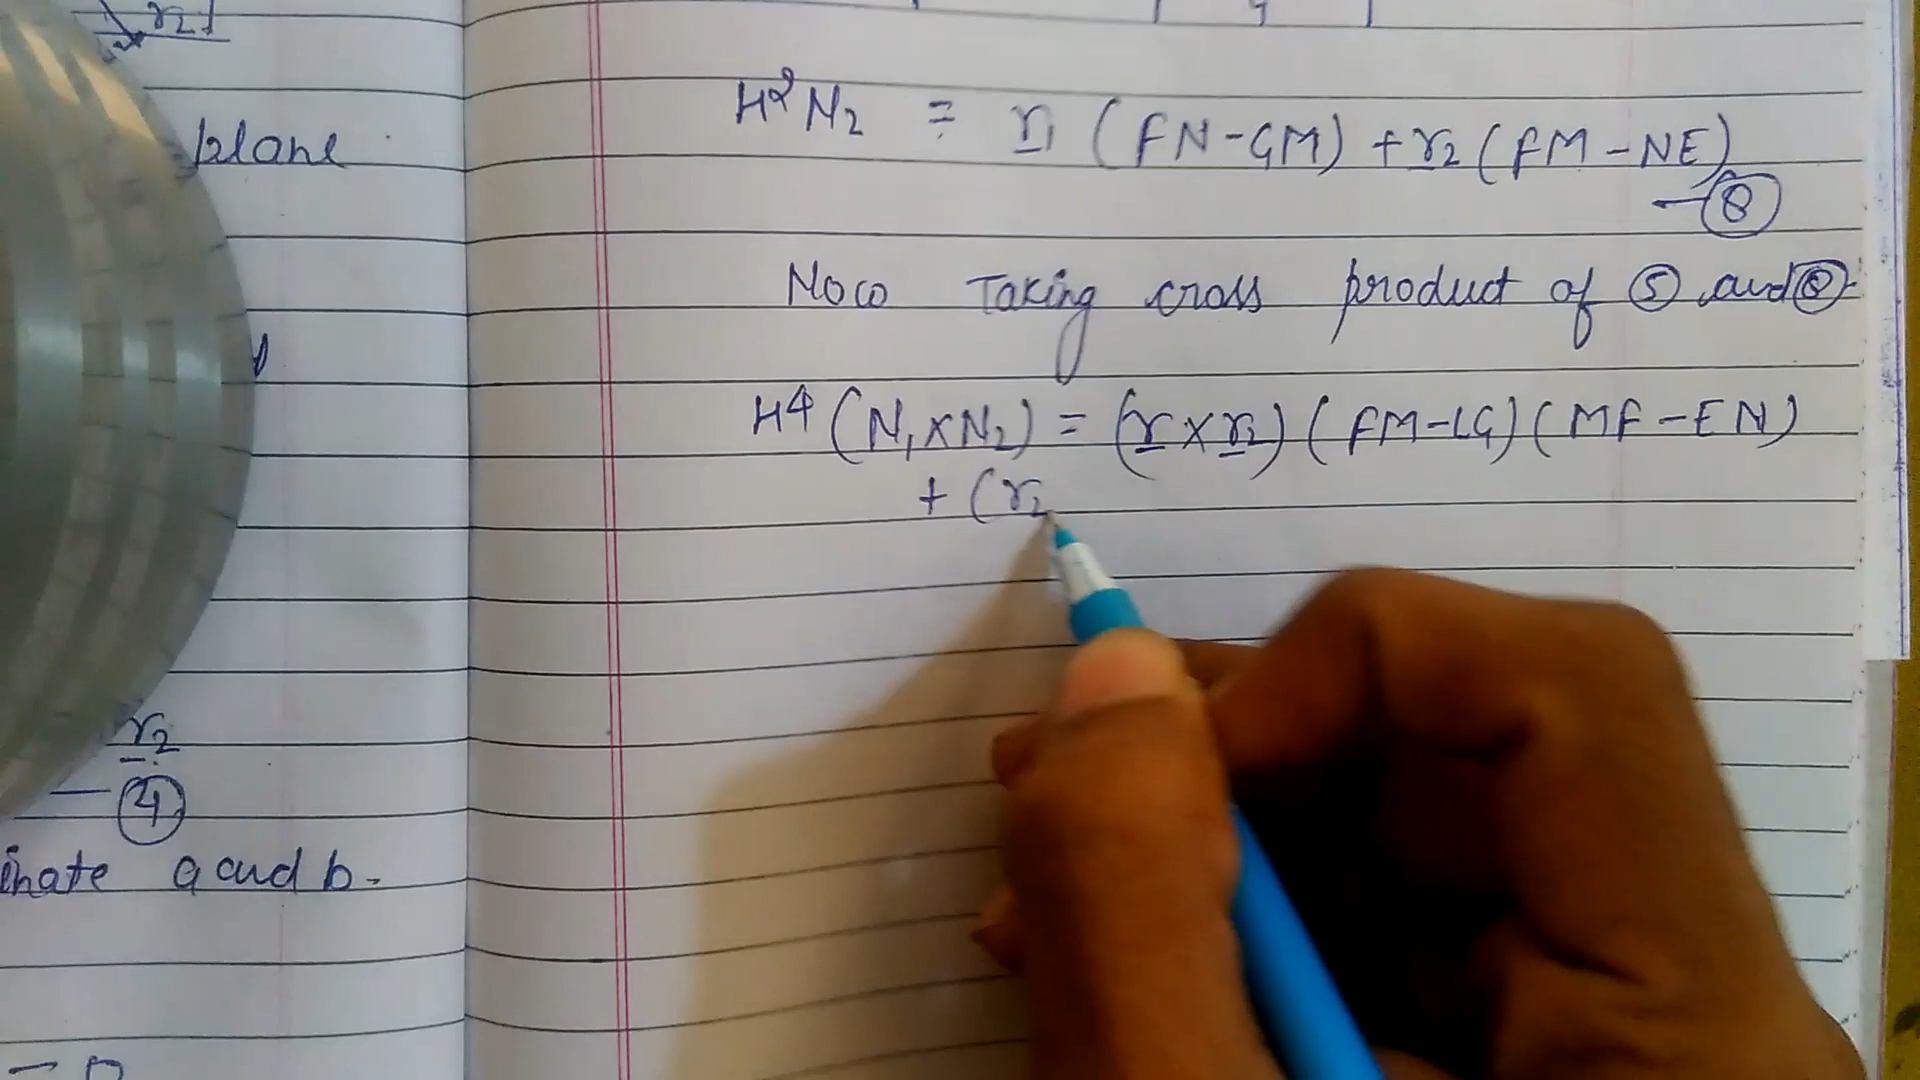 r2
plane
r2
— ④
inate a and b.
H²N2 = r1 (FN-GM) + r2 (FM-NE)
— ⑧
Now Taking cross product of ⑤ and ⑧
H⁴ (N1×N2) = (r × r2) (FM-LG) (MF-EN)
+ (r2